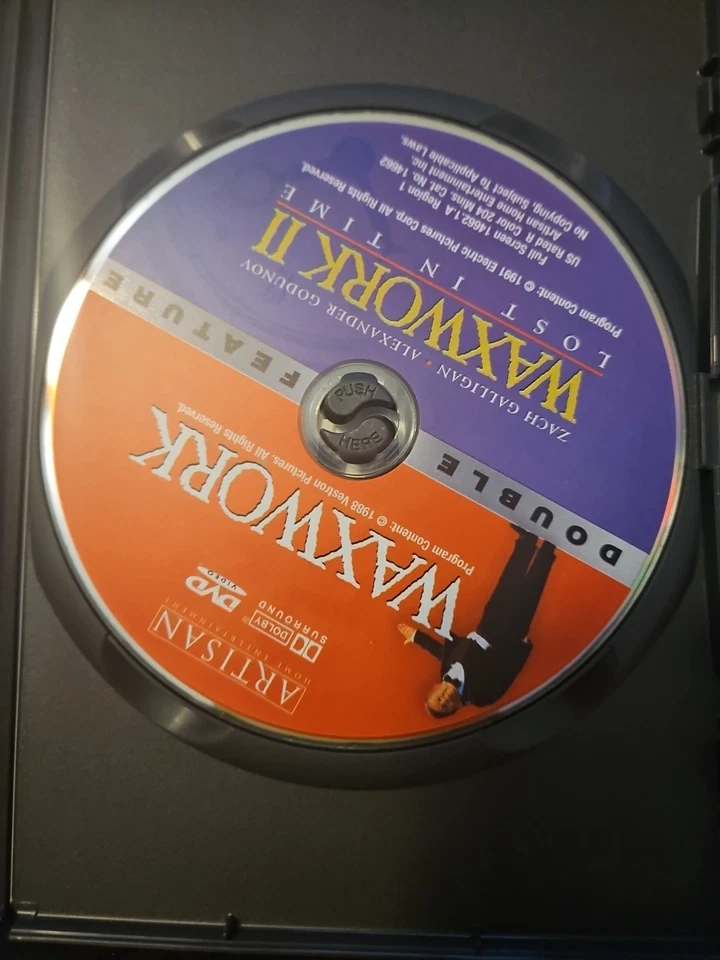 ARTISAN
HOME ENTERTAINMENT
DOLBY®
SURROUND
DVD
VIDEO
WAXWORK
Program Content: © 1988 Vestron Pictures. All Rights Reserved.
DOUBLE FEATURE
PUSH
HERE
ZACH GALLIGAN • ALEXANDER GODUNOV
WAXWORK II
LOST IN TIME
Program Content: © 1991 Electric Pictures Corp. All Rights Reserved.
Full Screen 14662.1.A Region 1
US Rated R Color 204 Mins. Cat. No. 14662
Artisan Home Entertainment Inc.
No Copying, Subject To Applicable Laws.